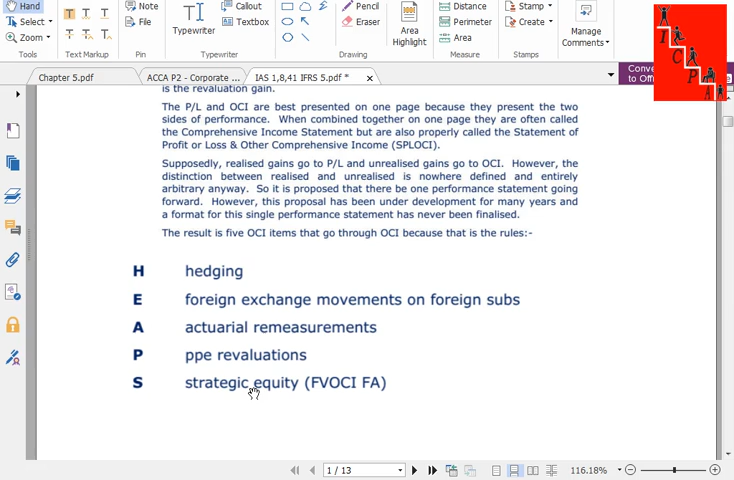 Hand
Select
Zoom
Tools
Text Markup
Note
File
Pin
Typewriter
Callout
Textbox
Typewriter
Pencil
Eraser
Drawing
Area
Highlight
Distance
Perimeter
Area
Measure
Stamp
Create
Stamps
Manage
Comments
I
C
P
A
Chapter 5.pdf
ACCA P2 - Corporate ...
IAS 1,8,41 IFRS 5.pdf *
Conve
to Offi
is the revaluation gain.
The P/L and OCI are best presented on one page because they present the two
sides of performance. When combined together on one page they are often called
the Comprehensive Income Statement but are also properly called the Statement of
Profit or Loss & Other Comprehensive Income (SPLOCI).
Supposedly, realised gains go to P/L and unrealised gains go to OCI. However, the
distinction between realised and unrealised is nowhere defined and entirely
arbitrary anyway. So it is proposed that there be one performance statement going
forward. However, this proposal has been under development for many years and
a format for this single performance statement has never been finalised.
The result is five OCI items that go through OCI because that is the rules:-
H hedging
E foreign exchange movements on foreign subs
A actuarial remeasurements
P ppe revaluations
S strategic equity (FVOCI FA)
1 / 13
116.18%